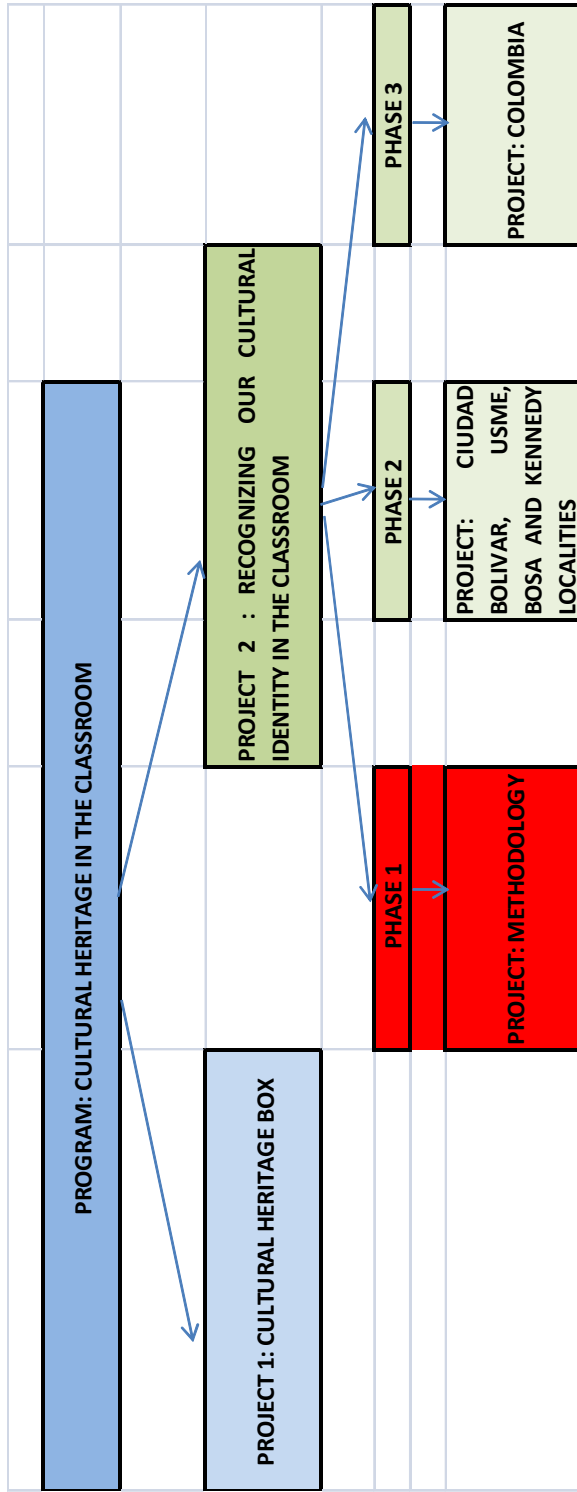 PROGRAM: CULTURAL HERITAGE IN THE CLASSROOM
PROJECT 1: CULTURAL HERITAGE BOX
PROJECT 2 : RECOGNIZING OUR CULTURAL
IDENTITY IN THE CLASSROOM
PHASE 1
PHASE 2
PHASE 3
PROJECT: METHODOLOGY
PROJECT: CIUDAD
BOLIVAR, USME,
BOSA AND KENNEDY
LOCALITIES
PROJECT: COLOMBIA